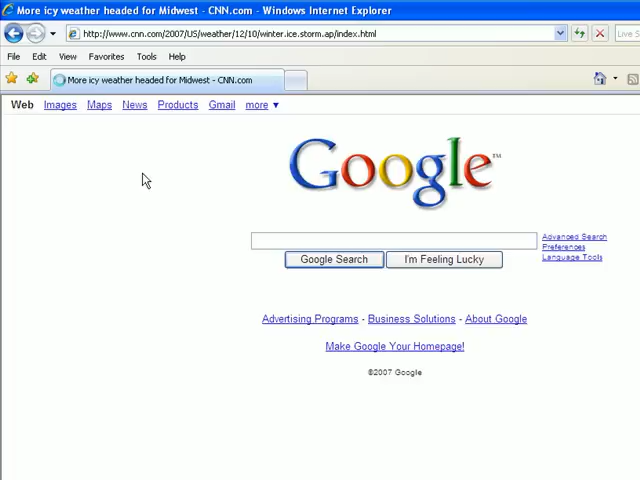 More icy weather headed for Midwest - CNN.com - Windows Internet Explorer
http://www.cnn.com/2007/US/weather/12/10/winter.ice.storm.ap/index.html
Live S
File Edit View Favorites Tools Help
More icy weather headed for Midwest - CNN.com
Web Images Maps News Products Gmail more ▼
Google™
Advanced Search
Preferences
Language Tools
Google Search I'm Feeling Lucky
Advertising Programs - Business Solutions - About Google
Make Google Your Homepage!
©2007 Google